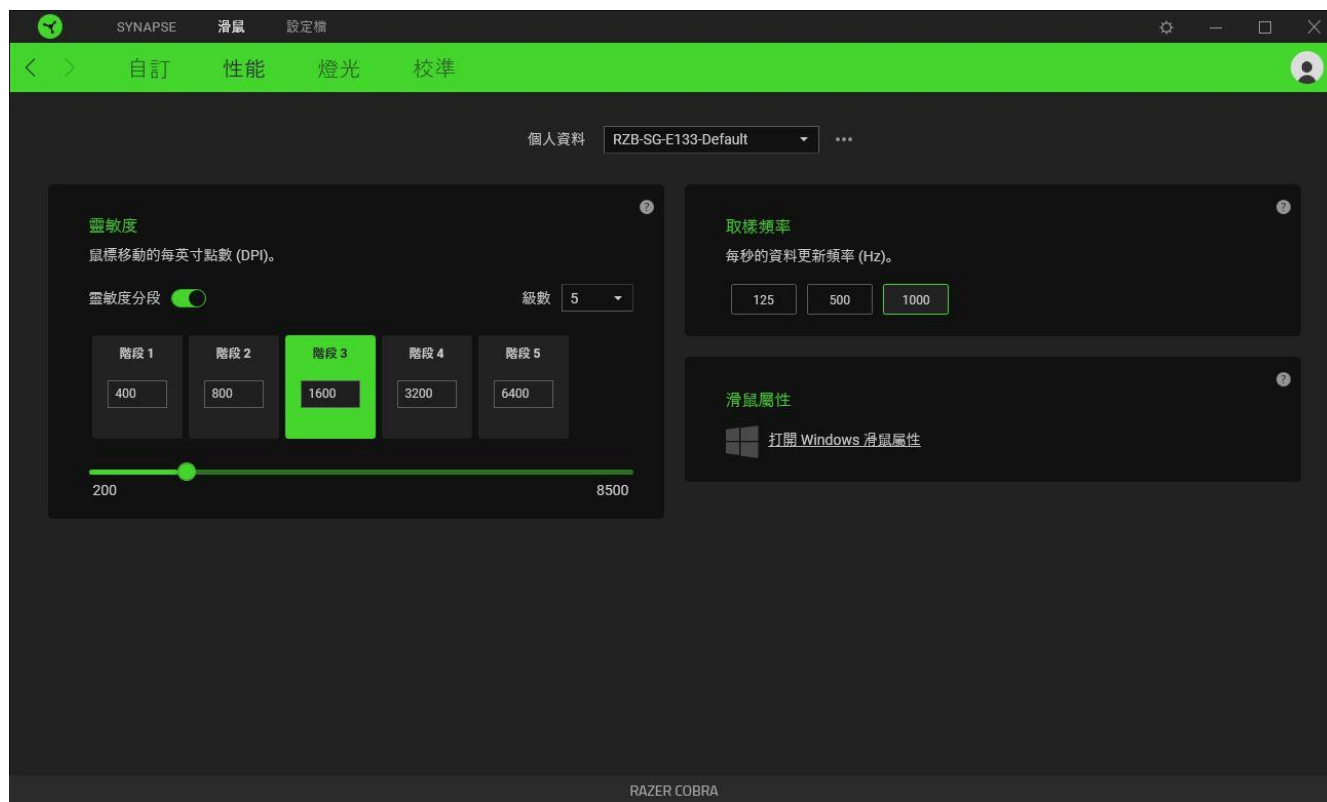 SYNAPSE 滑鼠 設定檔
自訂 性能 燈光 校準
個人資料 RZB-SG-E133-Default
靈敏度
鼠標移動的每英寸點數 (DPI)。
靈敏度分段 級數 5
階段 1 階段 2 階段 3 階段 4 階段 5
400 800 1600 3200 6400
200 8500
取樣頻率
每秒的資料更新頻率 (Hz)。
125 500 1000
滑鼠屬性
打開 Windows 滑鼠屬性
RAZER COBRA